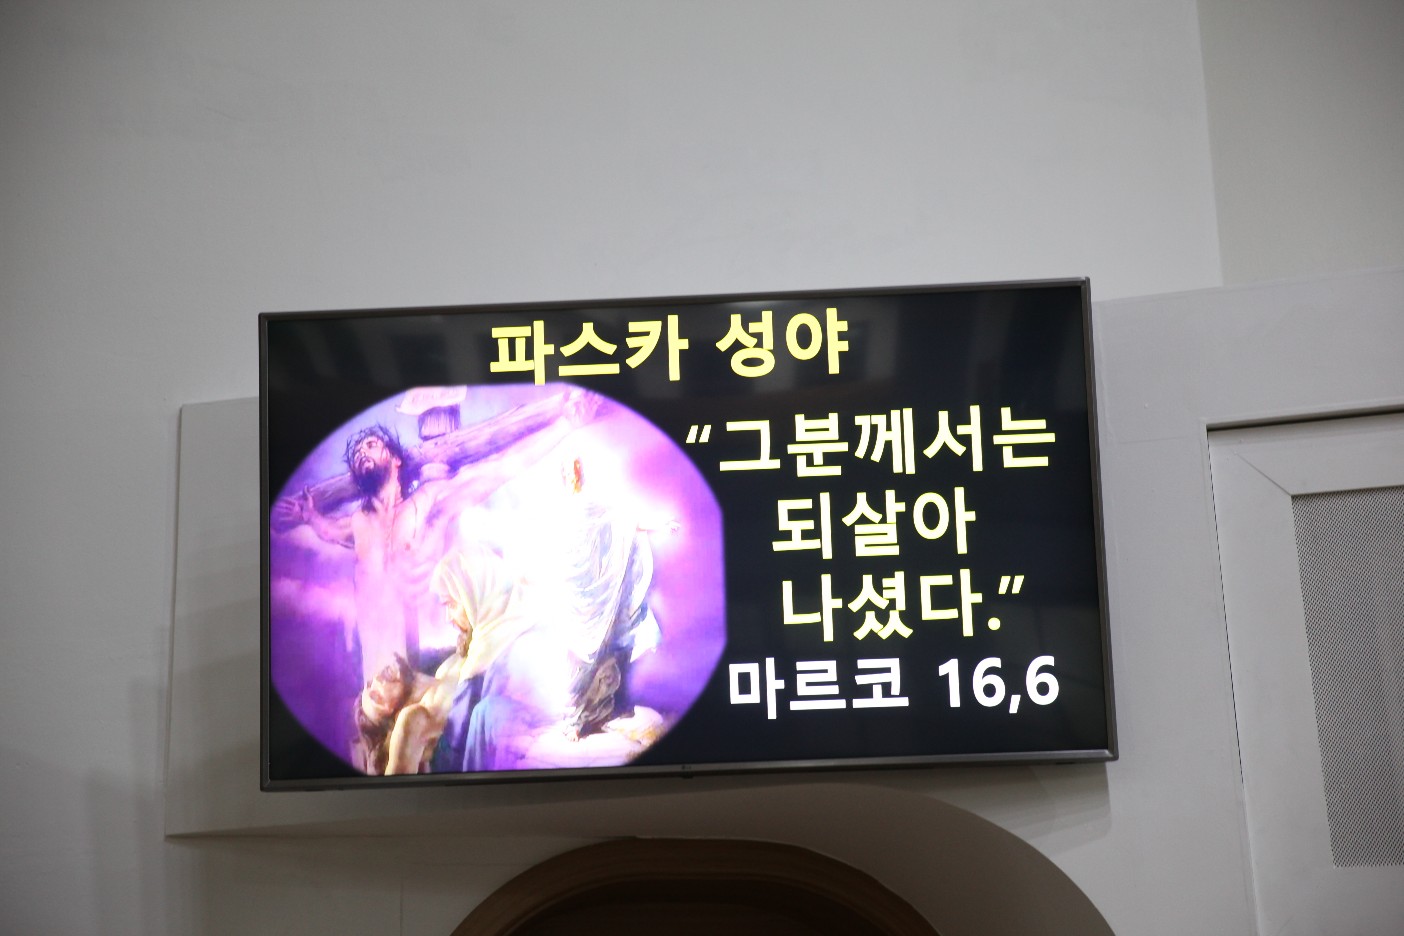 파스카 성야
“그분께서는
되살아
나셨다.”
마르코 16,6